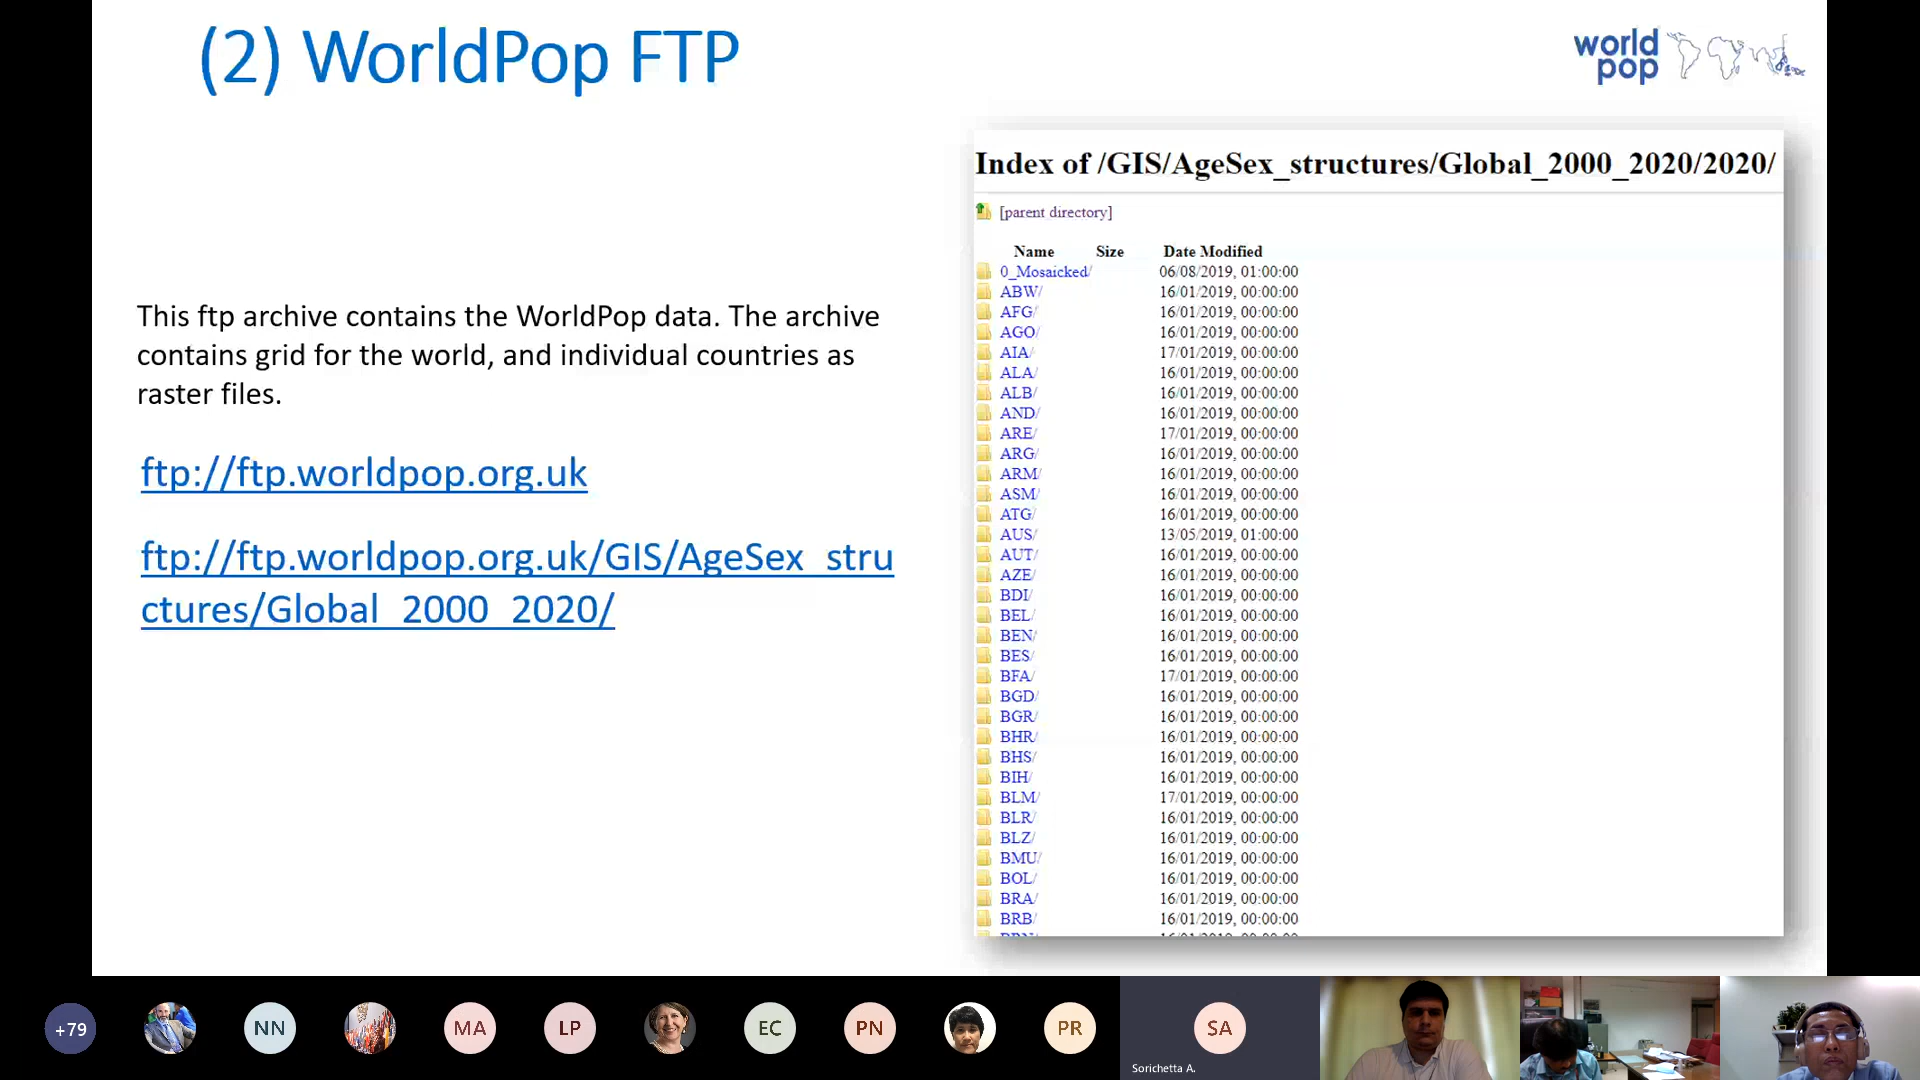 (2) WorldPop FTP
world
pop
This ftp archive contains the WorldPop data. The archive
contains grid for the world, and individual countries as
raster files.
ftp://ftp.worldpop.org.uk
ftp://ftp.worldpop.org.uk/GIS/AgeSex_stru
ctures/Global_2000_2020/
Index of /GIS/AgeSex_structures/Global_2000_2020/2020/
[parent directory]
Name Size Date Modified
0_Mosaicked/ 06/08/2019, 01:00:00
ABW/ 16/01/2019, 00:00:00
AFG/ 16/01/2019, 00:00:00
AGO/ 16/01/2019, 00:00:00
AIA/ 17/01/2019, 00:00:00
ALA/ 16/01/2019, 00:00:00
ALB/ 16/01/2019, 00:00:00
AND/ 16/01/2019, 00:00:00
ARE/ 17/01/2019, 00:00:00
ARG/ 16/01/2019, 00:00:00
ARM/ 16/01/2019, 00:00:00
ASM/ 16/01/2019, 00:00:00
ATG/ 16/01/2019, 00:00:00
AUS/ 13/05/2019, 01:00:00
AUT/ 16/01/2019, 00:00:00
AZE/ 16/01/2019, 00:00:00
BDI/ 16/01/2019, 00:00:00
BEL/ 16/01/2019, 00:00:00
BEN/ 16/01/2019, 00:00:00
BES/ 16/01/2019, 00:00:00
BFA/ 17/01/2019, 00:00:00
BGD/ 16/01/2019, 00:00:00
BGR/ 16/01/2019, 00:00:00
BHR/ 16/01/2019, 00:00:00
BHS/ 16/01/2019, 00:00:00
BIH/ 16/01/2019, 00:00:00
BLM/ 17/01/2019, 00:00:00
BLR/ 16/01/2019, 00:00:00
BLZ/ 16/01/2019, 00:00:00
BMU/ 16/01/2019, 00:00:00
BOL/ 16/01/2019, 00:00:00
BRA/ 16/01/2019, 00:00:00
BRB/ 16/01/2019, 00:00:00
+79 NN MA LP EC PN PR SA
Sorichetta A.